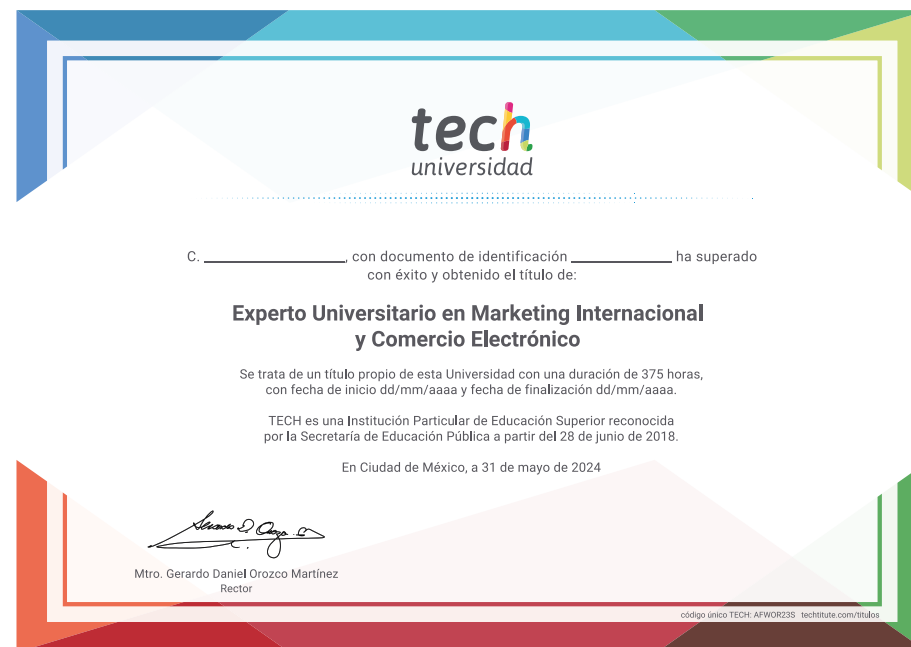 tech
universidad
C. ____________, con documento de identificación ____________ ha superado
con éxito y obtenido el título de:
Experto Universitario en Marketing Internacional
y Comercio Electrónico
Se trata de un título propio de esta Universidad con una duración de 375 horas,
con fecha de inicio dd/mm/aaaa y fecha de finalización dd/mm/aaaa.
TECH es una Institución Particular de Educación Superior reconocida
por la Secretaría de Educación Pública a partir del 28 de junio de 2018.
En Ciudad de México, a 31 de mayo de 2024
Mtro. Gerardo Daniel Orozco Martínez
Rector
código único TECH: AFWOR23S techtitute.com/titulos